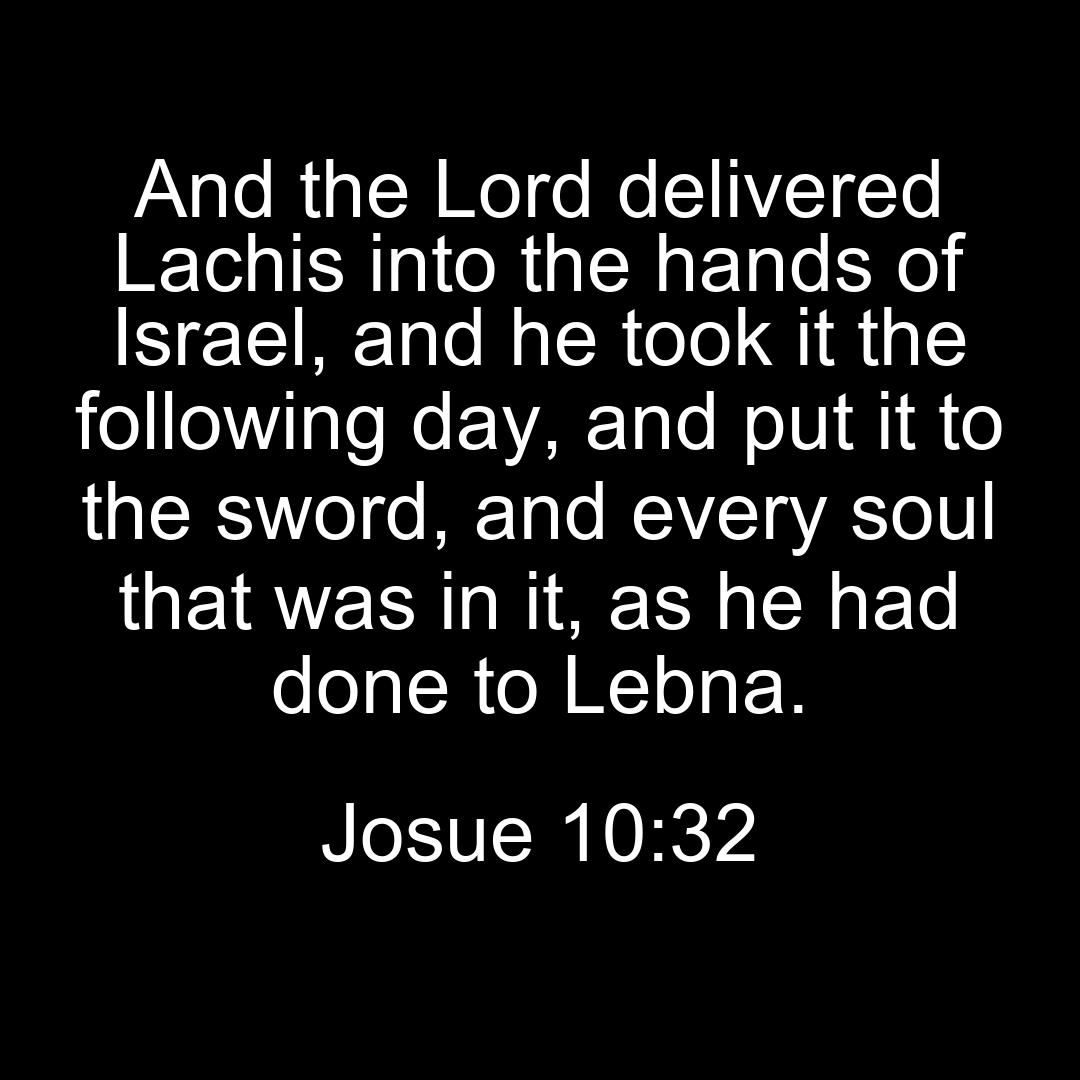 And the Lord delivered
Lachis into the hands of
Israel, and he took it the
following day, and put it to
the sword, and every soul
that was in it, as he had
done to Lebna.
Josue 10:32